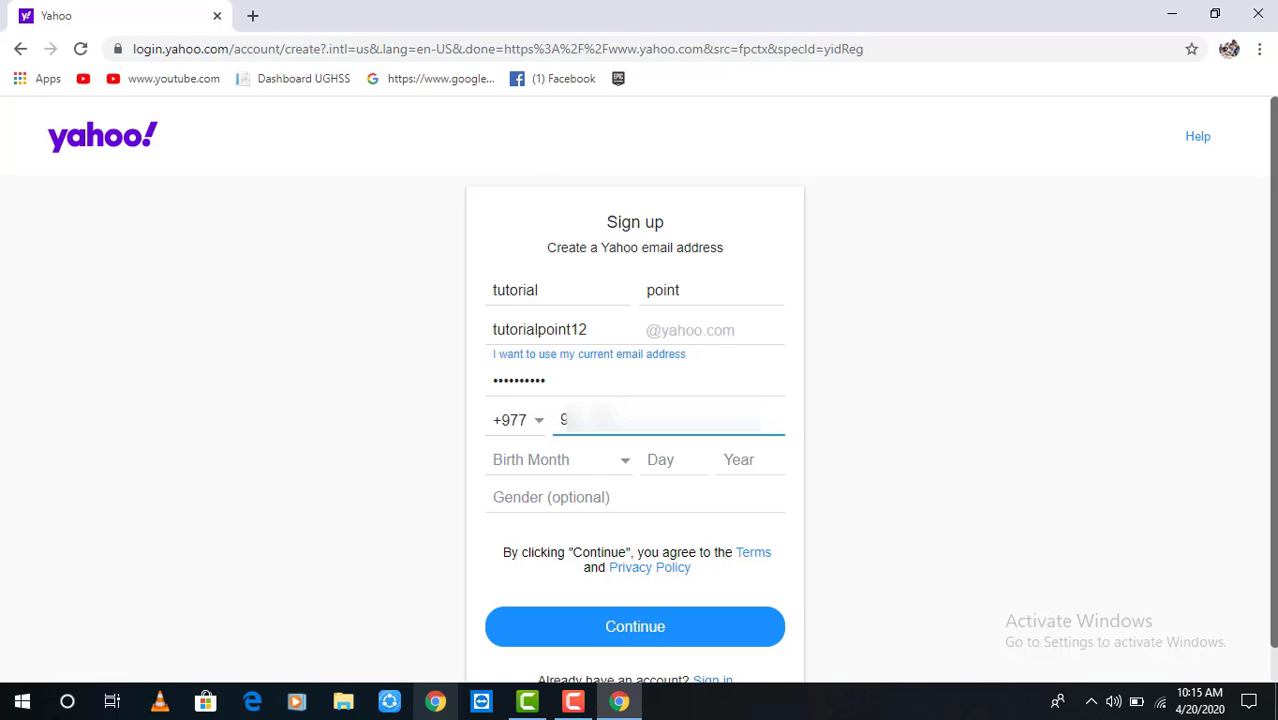 Yahoo
login.yahoo.com/account/create?.intl=us&.lang=en-US&.done=https%3A%2F%2Fwww.yahoo.com&src=fpctx&specId=yidReg
Apps www.youtube.com Dashboard UGHSS https://www.google... (1) Facebook
yahoo!
Help
Sign up
Create a Yahoo email address
tutorial point
tutorialpoint12 @yahoo.com
I want to use my current email address
••••••••••
+977 9
Birth Month Day Year
Gender (optional)
By clicking "Continue", you agree to the Terms
and Privacy Policy
Continue
Already have an account? Sign in
Activate Windows
Go to Settings to activate Windows.
10:15 AM
4/20/2020